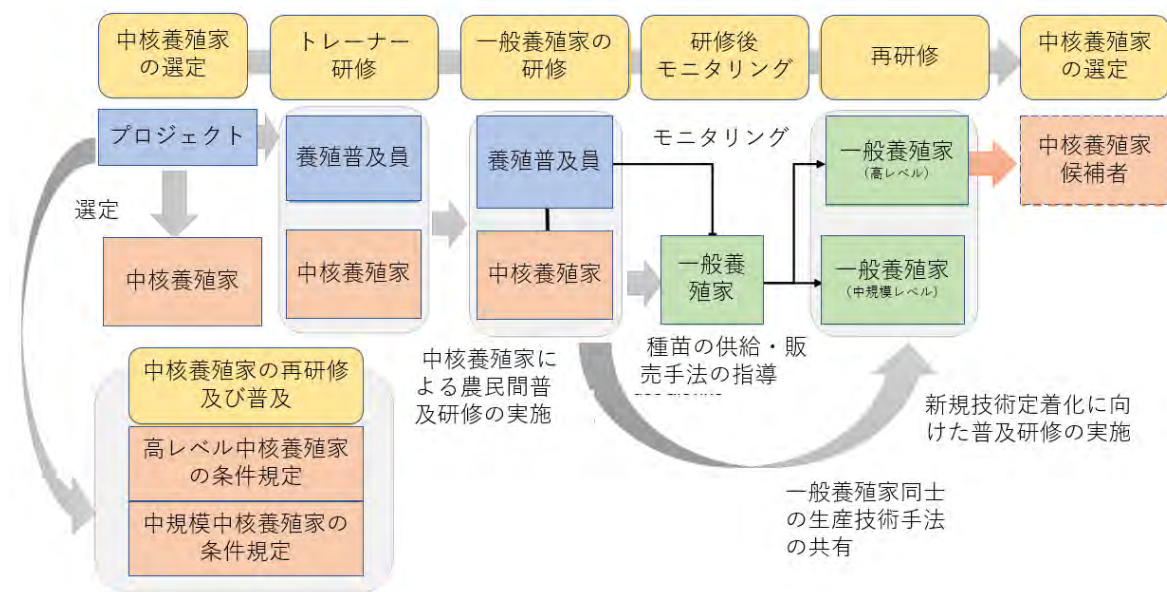 中核養殖家
の選定
トレーナー
研修
一般養殖家の
研修
研修後
モニタリング
再研修
中核養殖家
の選定
プロジェクト
選定
中核養殖家
養殖普及員
中核養殖家
養殖普及員
中核養殖家
モニタリング
一般養
殖家
一般養殖家
(高レベル)
一般養殖家
(中規模レベル)
中核養殖家
候補者
中核養殖家に
よる農民間普
及研修の実施
種苗の供給・販
売手法の指導
新規技術定着化に向
けた普及研修の実施
一般養殖家同士
の生産技術手法
の共有
中核養殖家の再研修
及び普及
高レベル中核養殖家
の条件規定
中規模中核養殖家の
条件規定